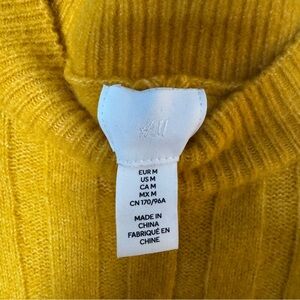 H&M
EUR M
US M
CA M
MX M
CN 170/96A
MADE IN
CHINA
FABRIQUÉ EN
CHINE